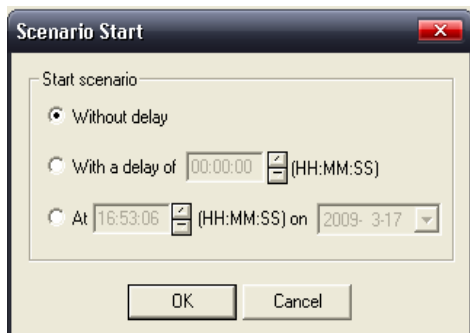 Scenario Start
Start scenario
Without delay
With a delay of 00:00:00 (HH:MM:SS)
At 16:53:06 (HH:MM:SS) on 2009- 3-17
OK Cancel